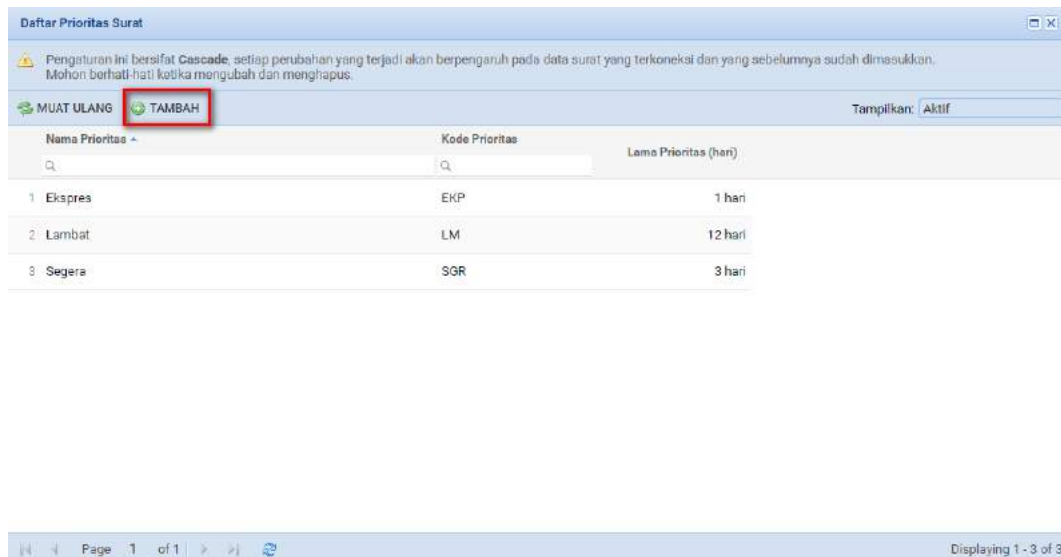 Daftar Prioritas Surat
Pengaturan ini bersifat Cascade, setiap perubahan yang terjadi akan berpengaruh pada data surat yang terkoneksi dan yang sebelumnya sudah dimasukkan.
Mohon berhati-hati ketika mengubah dan menghapus.
MUAT ULANG TAMBAH Tampilkan: Aktif
Nama Prioritas Kode Prioritas Lama Prioritas (hari)
1 Ekspres EKP 1 hari
2 Lambat LM 12 hari
3 Segera SGR 3 hari
Page 1 of 1 Displaying 1 - 3 of 3